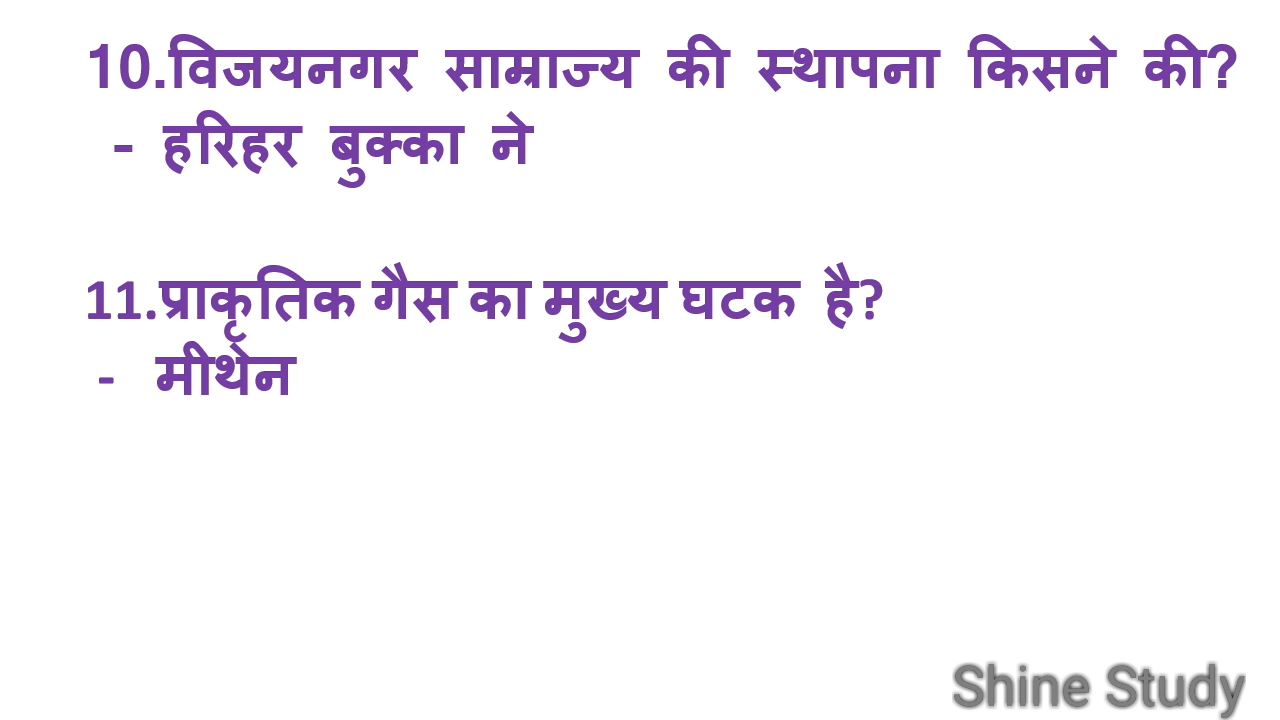 10.विजयनगर साम्राज्य की स्थापना किसने की?
- हरिहर बुक्का ने
11.प्राकृतिक गैस का मुख्य घटक है?
- मीथेन
Shine Study